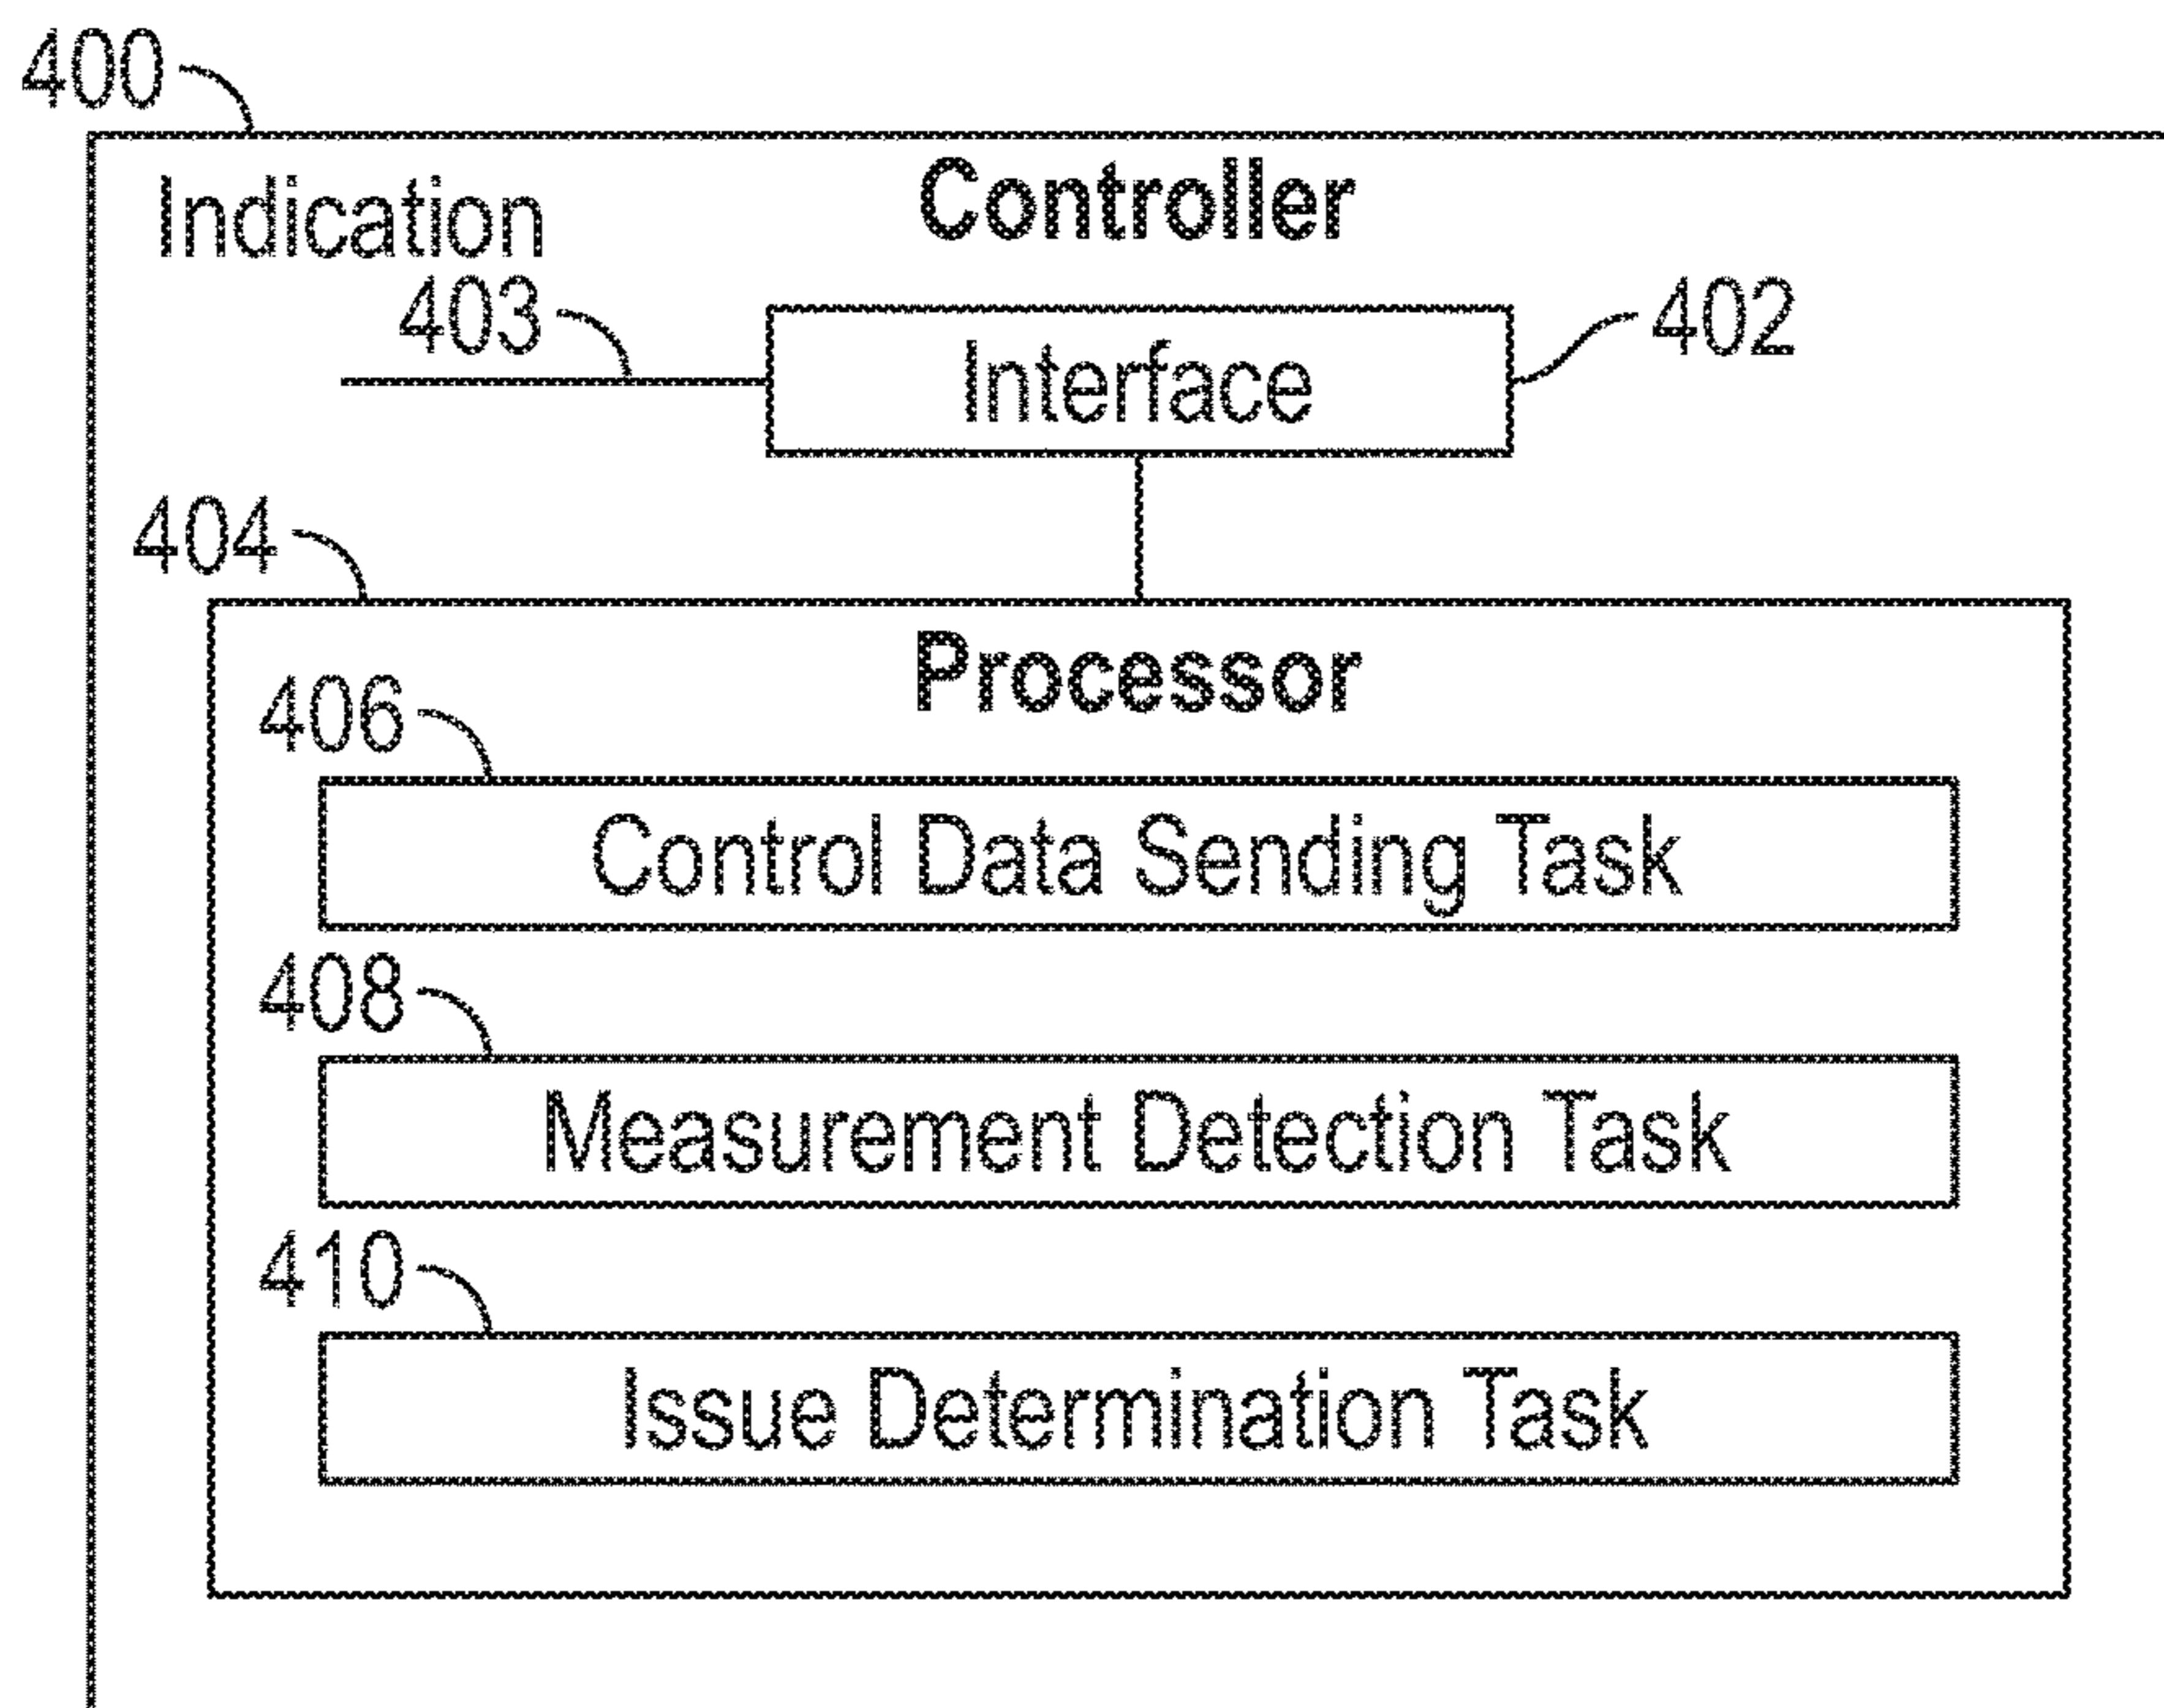 400
Indication
Controller
403
402
Interface
404
Processor
406
Control Data Sending Task
408
Measurement Detection Task
410
Issue Determination Task